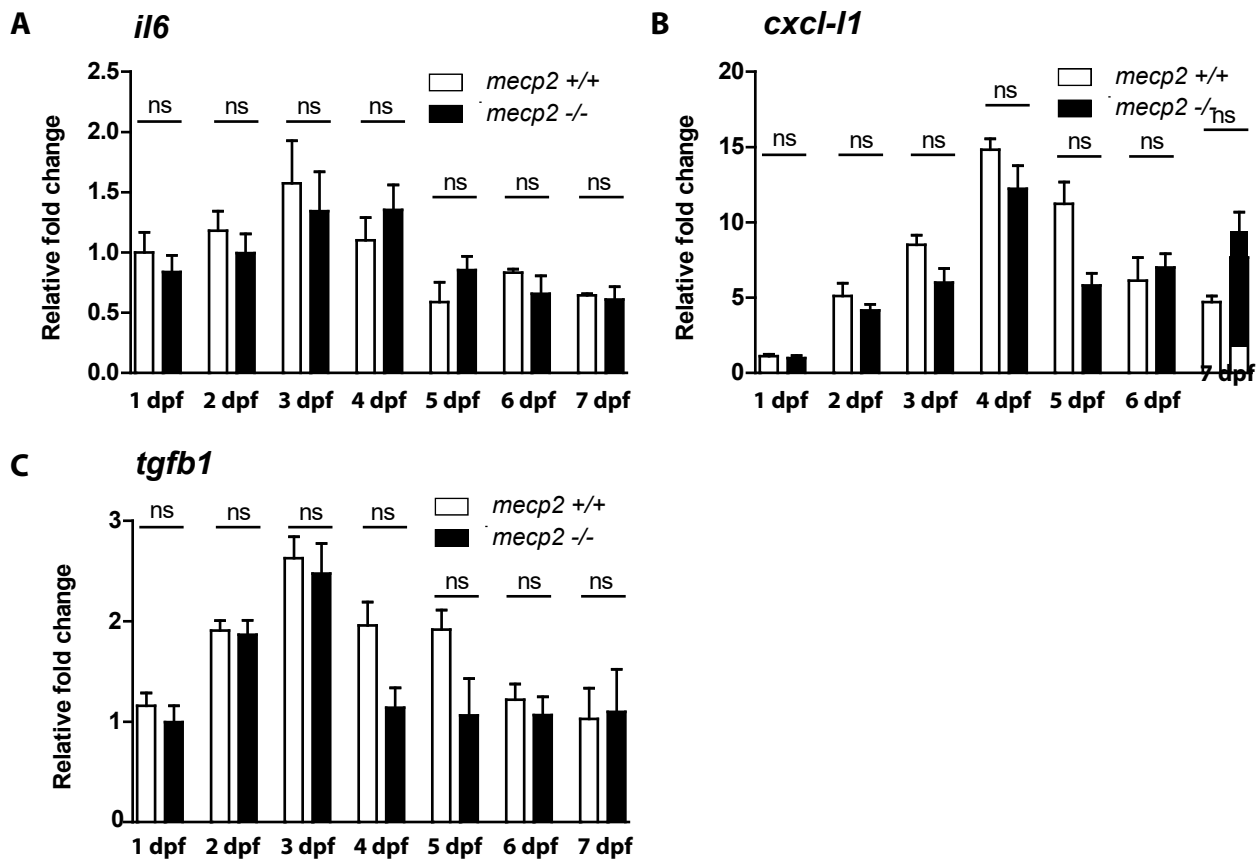 A il6
2.5
2.0
1.5
1.0
0.5
0.0
Relative fold change
mecp2 +/+
mecp2 -/-
ns ns ns ns ns ns ns
1 dpf 2 dpf 3 dpf 4 dpf 5 dpf 6 dpf 7 dpf
B cxcl-l1
20
15
10
5
0
Relative fold change
mecp2 +/+
mecp2 -/-
ns ns ns ns ns ns ns
1 dpf 2 dpf 3 dpf 4 dpf 5 dpf 6 dpf 7 dpf
C tgfb1
3
2
1
0
Relative fold change
mecp2 +/+
mecp2 -/-
ns ns ns ns ns ns ns
1 dpf 2 dpf 3 dpf 4 dpf 5 dpf 6 dpf 7 dpf